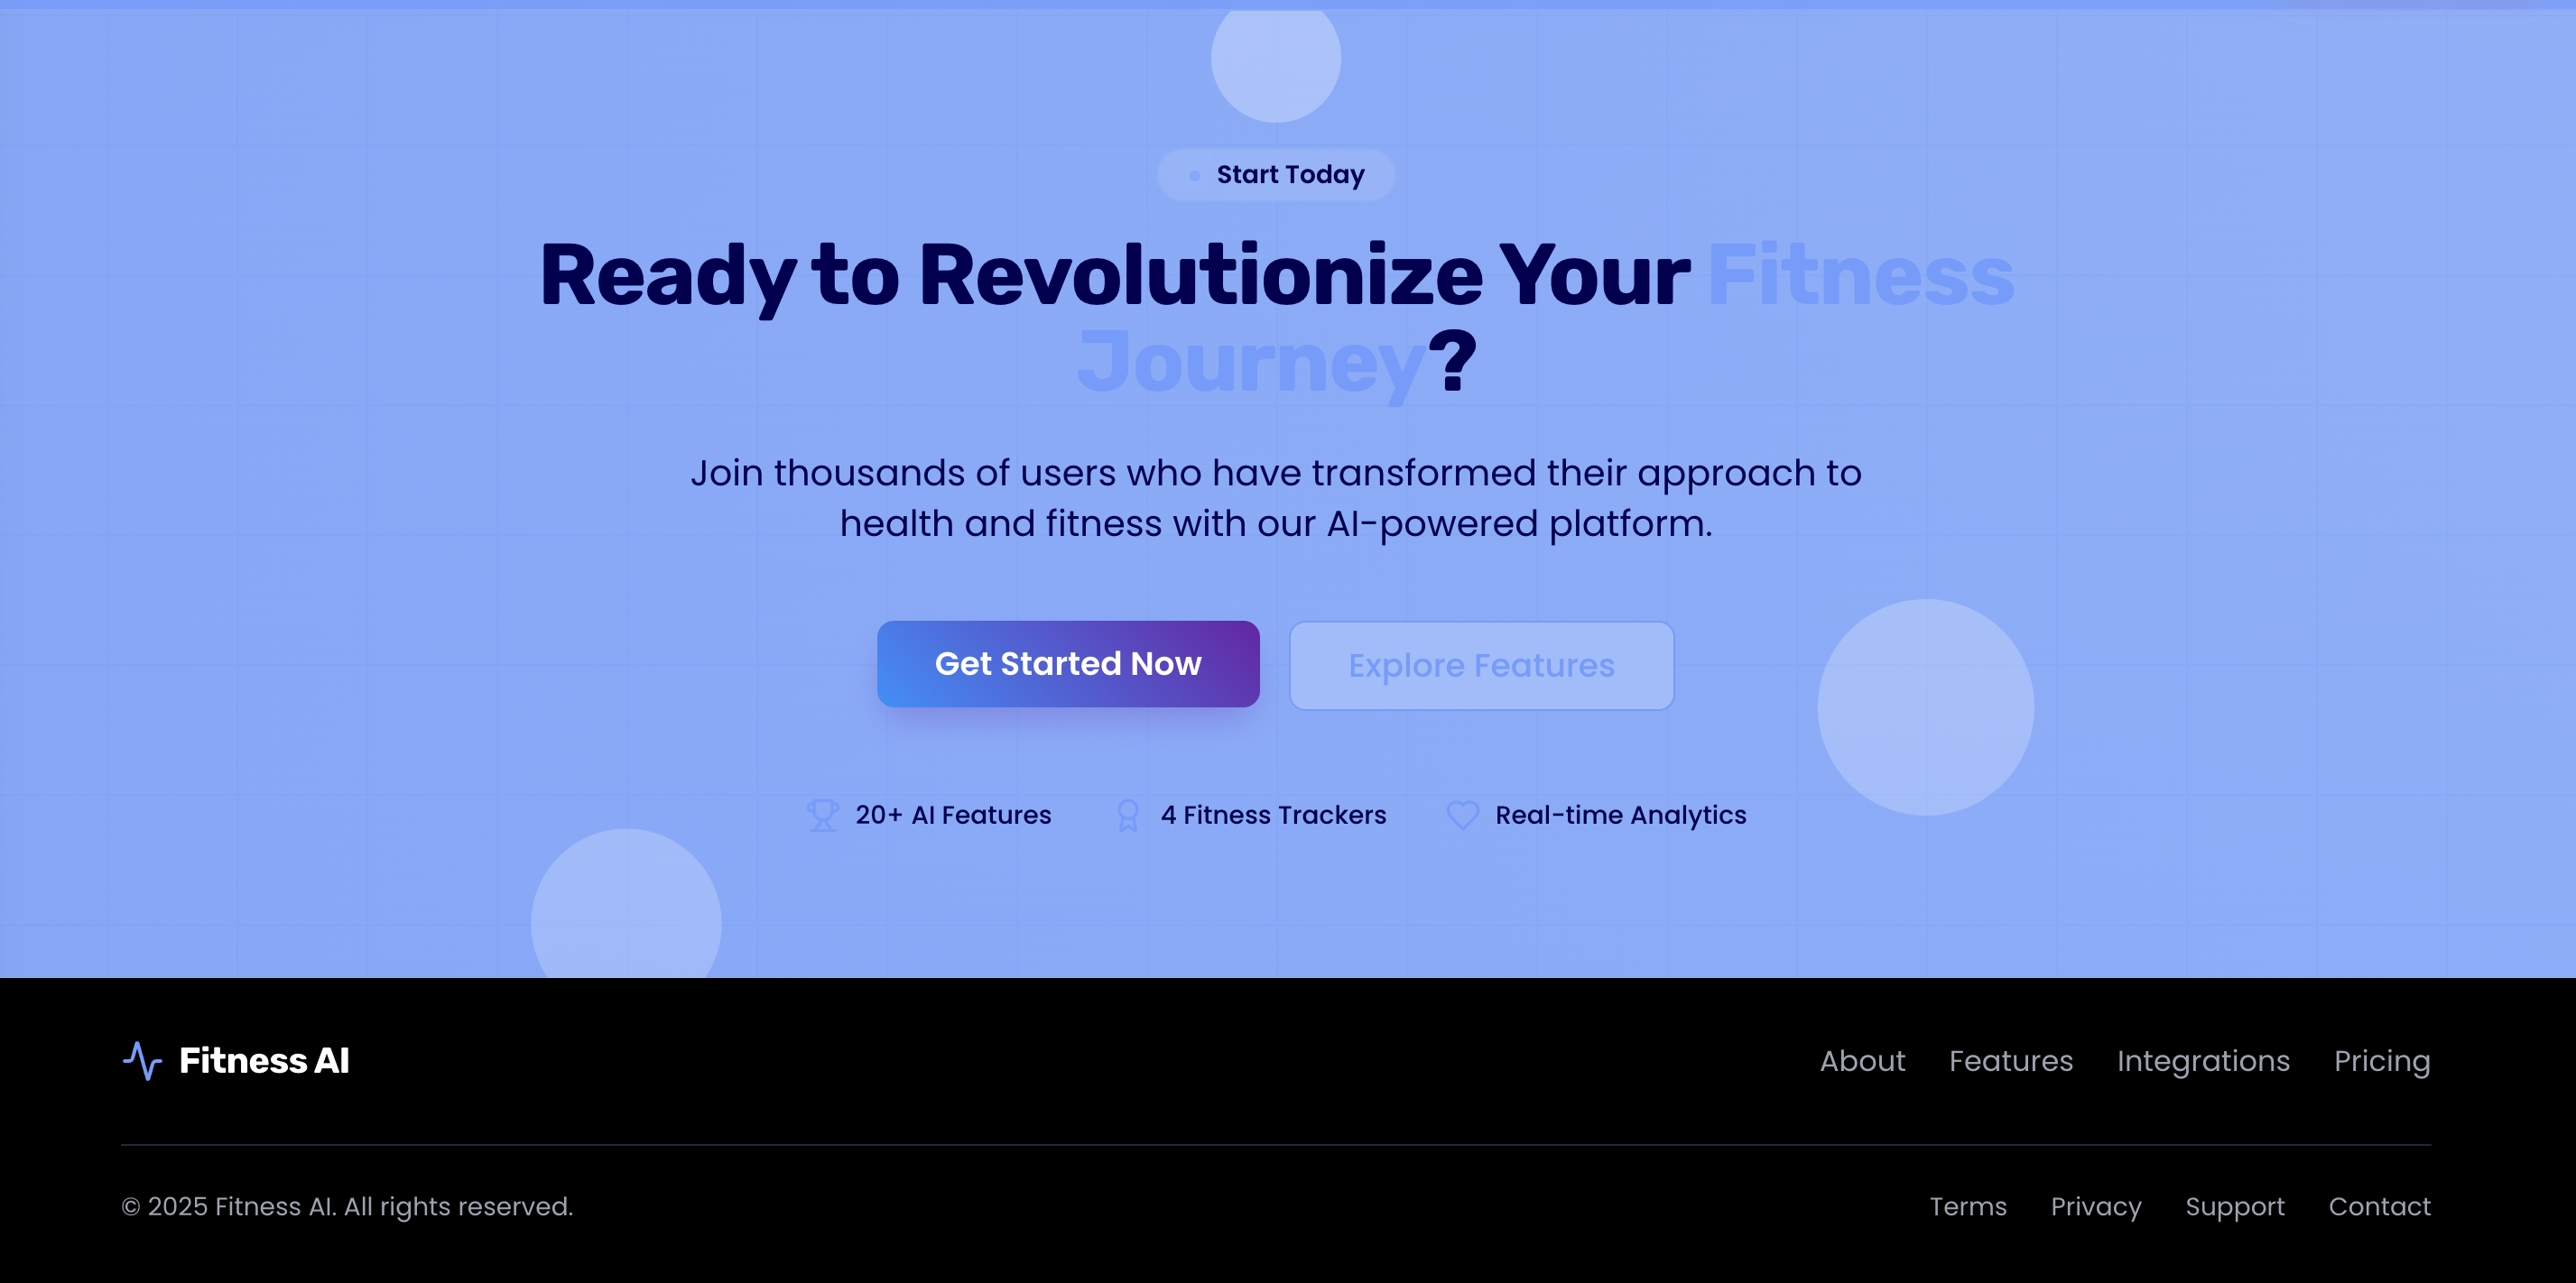 Start Today
Ready to Revolutionize Your Fitness
Journey?
Join thousands of users who have transformed their approach to
health and fitness with our AI-powered platform.
Get Started Now
Explore Features
20+ AI Features
4 Fitness Trackers
Real-time Analytics
Fitness AI
About
Features
Integrations
Pricing
© 2025 Fitness AI. All rights reserved.
Terms
Privacy
Support
Contact